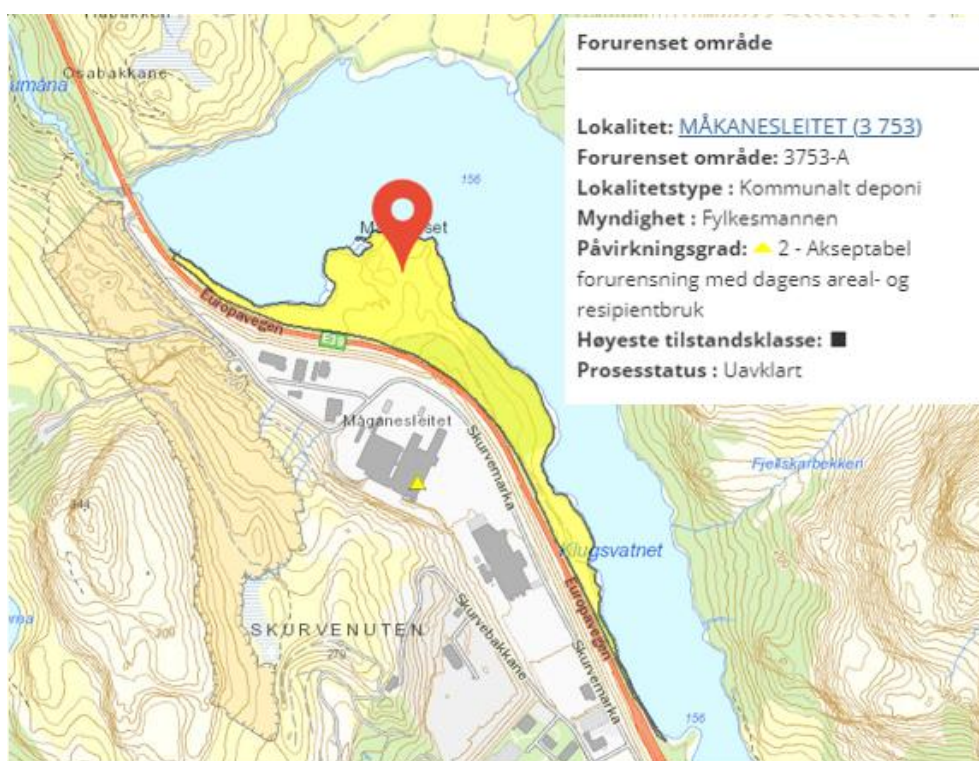 Forurenset område
Lokalitet: MÅKANESLEITET (3 753)
Forurenset område: 3753-A
Lokalitetstype : Kommunalt deponi
Myndighet : Fylkesmannen
Påvirkningsgrad: 2 - Akseptabel
forurensning med dagens areal- og
resipientbruk
Høyeste tilstandsklasse:
Prosesstatus : Uavklart
Osabakkane
156
Europavegen
E39
Måganesleitet
Skurvemarka
Fjellskarbekken
344
Klugsvatnet
Europavegen
SKURVENUTEN
279
300
Skurvebakkane
Skurvemarka
156